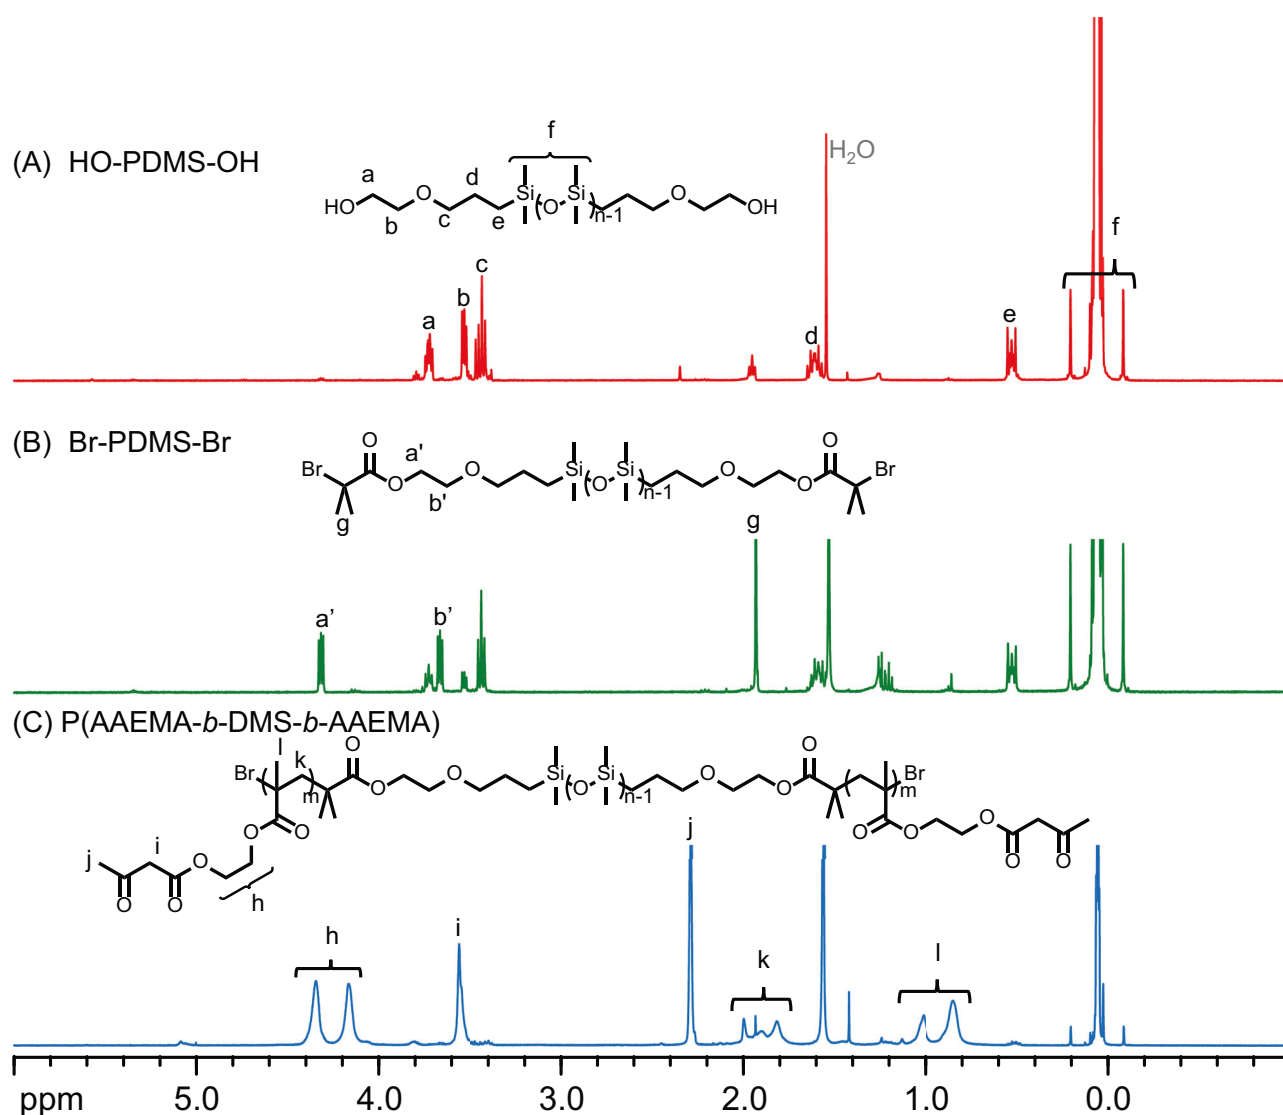 (A) HO-PDMS-OH
f
H₂O
a
d
HO
O
Si
(
O
Si
)
n-1
O
OH
b
c
e
f
c
b
a
d
e
(B) Br-PDMS-Br
O
a'
O
Br
O
O
Si
(
O
Si
)
n-1
O
O
Br
b'
g
g
a’
b’
(C) P(AAEMA-b-DMS-b-AAEMA)
l
k
O
O
Br
(
)
m
O
O
Si
(
O
Si
)
n-1
O
O
(
)
m
Br
O
O
O
O
O
j
i
O
O
O
O
O
j
h
h
i
k
l
ppm 5.0 4.0 3.0 2.0 1.0 0.0